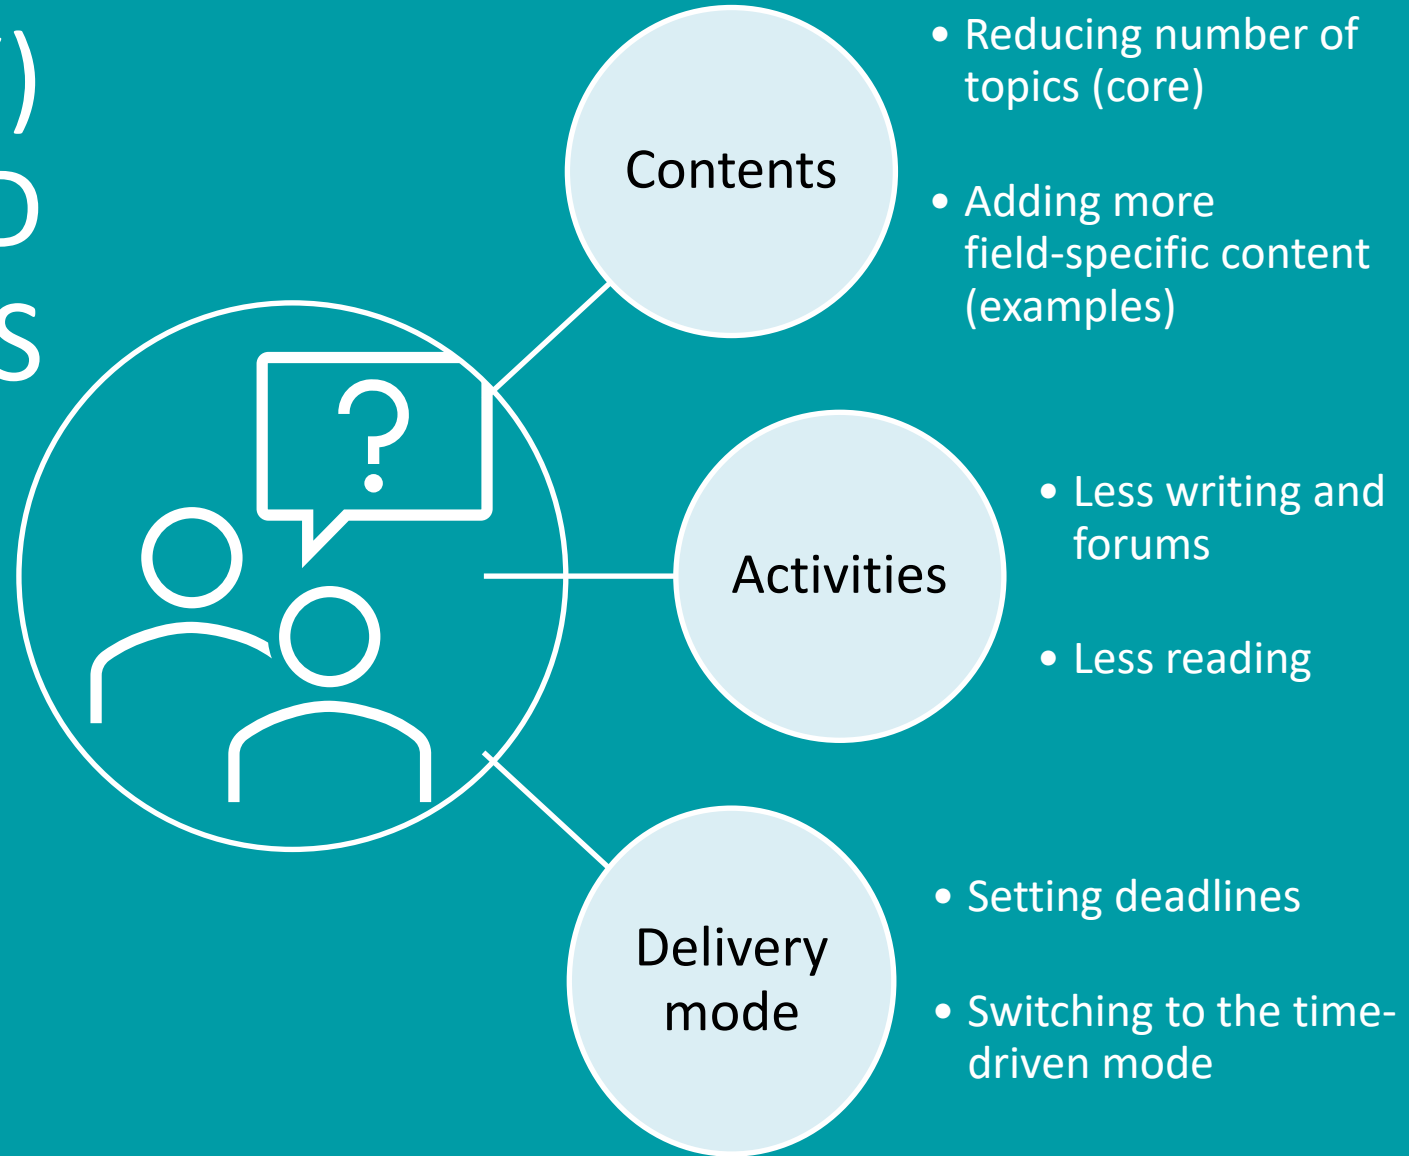 )
D
S
Contents
• Reducing number of
topics (core)
• Adding more
field-specific content
(examples)
?
Activities
• Less writing and
forums
• Less reading
Delivery
mode
• Setting deadlines
• Switching to the time-
driven mode